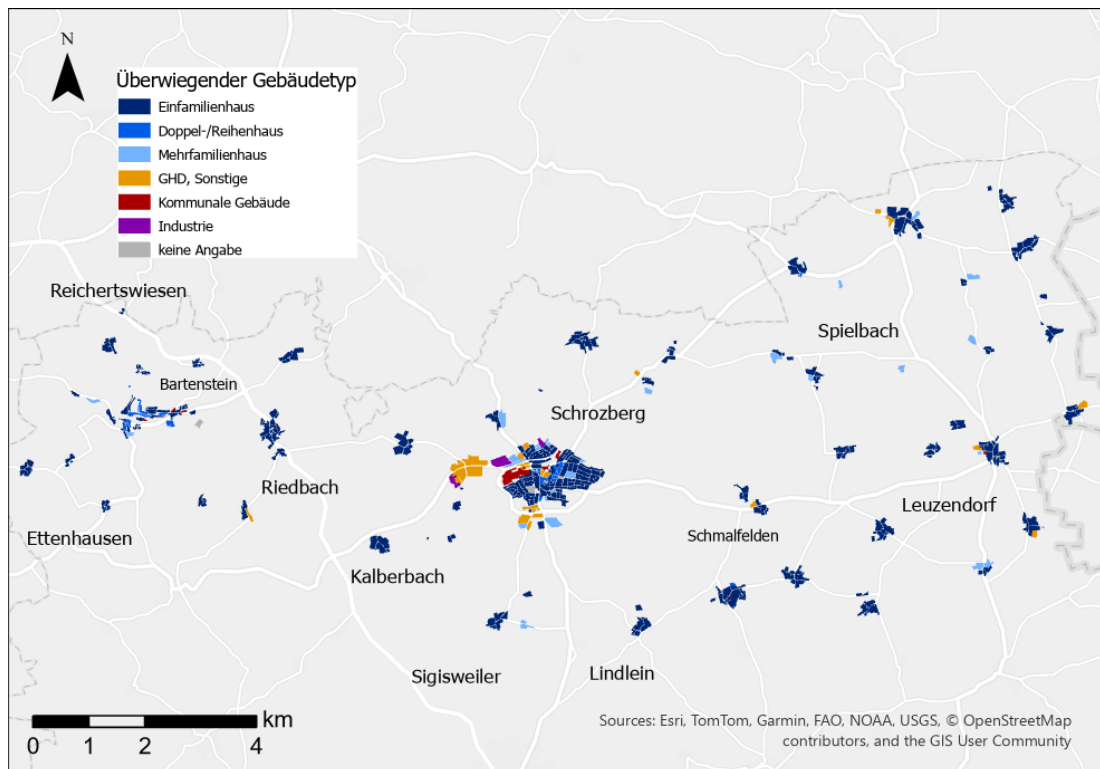 N
Überwiegender Gebäudetyp
Einfamilienhaus
Doppel-/Reihenhaus
Mehrfamilienhaus
GHD, Sonstige
Kommunale Gebäude
Industrie
keine Angabe
Reichertswiesen
Spielbach
Bartenstein
Schrozberg
Riedbach
Leuzendorf
Ettenhausen
Schmalfelden
Kalberbach
Sigisweiler
Lindlein
km
0 1 2 4
Sources: Esri, TomTom, Garmin, FAO, NOAA, USGS, © OpenStreetMap
contributors, and the GIS User Community